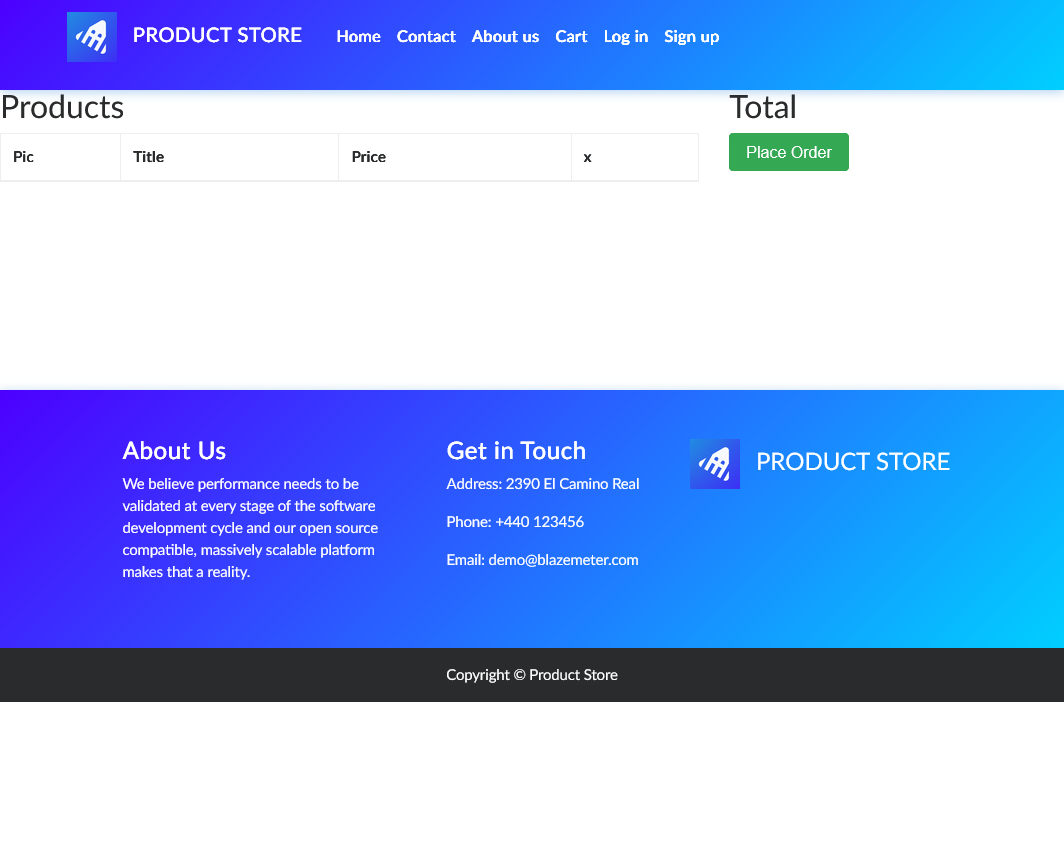 PRODUCT STORE Home Contact About us Cart Log in Sign up
Products
Pic Title Price x
Total
Place Order
About Us
We believe performance needs to be
validated at every stage of the software
development cycle and our open source
compatible, massively scalable platform
makes that a reality.
Get in Touch
Address: 2390 El Camino Real
Phone: +440 123456
Email: demo@blazemeter.com
PRODUCT STORE
Copyright © Product Store